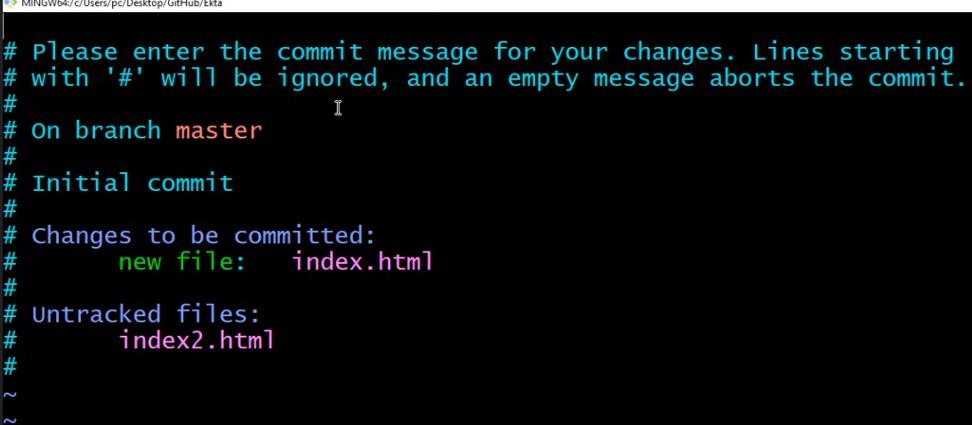 MINGW64:/c/Users/pc/Desktop/GitHub/Ekta
# Please enter the commit message for your changes. Lines starting
# with '#' will be ignored, and an empty message aborts the commit.
#
# On branch master
#
# Initial commit
#
# Changes to be committed:
#       new file:   index.html
#
# Untracked files:
#       index2.html
#
~
~